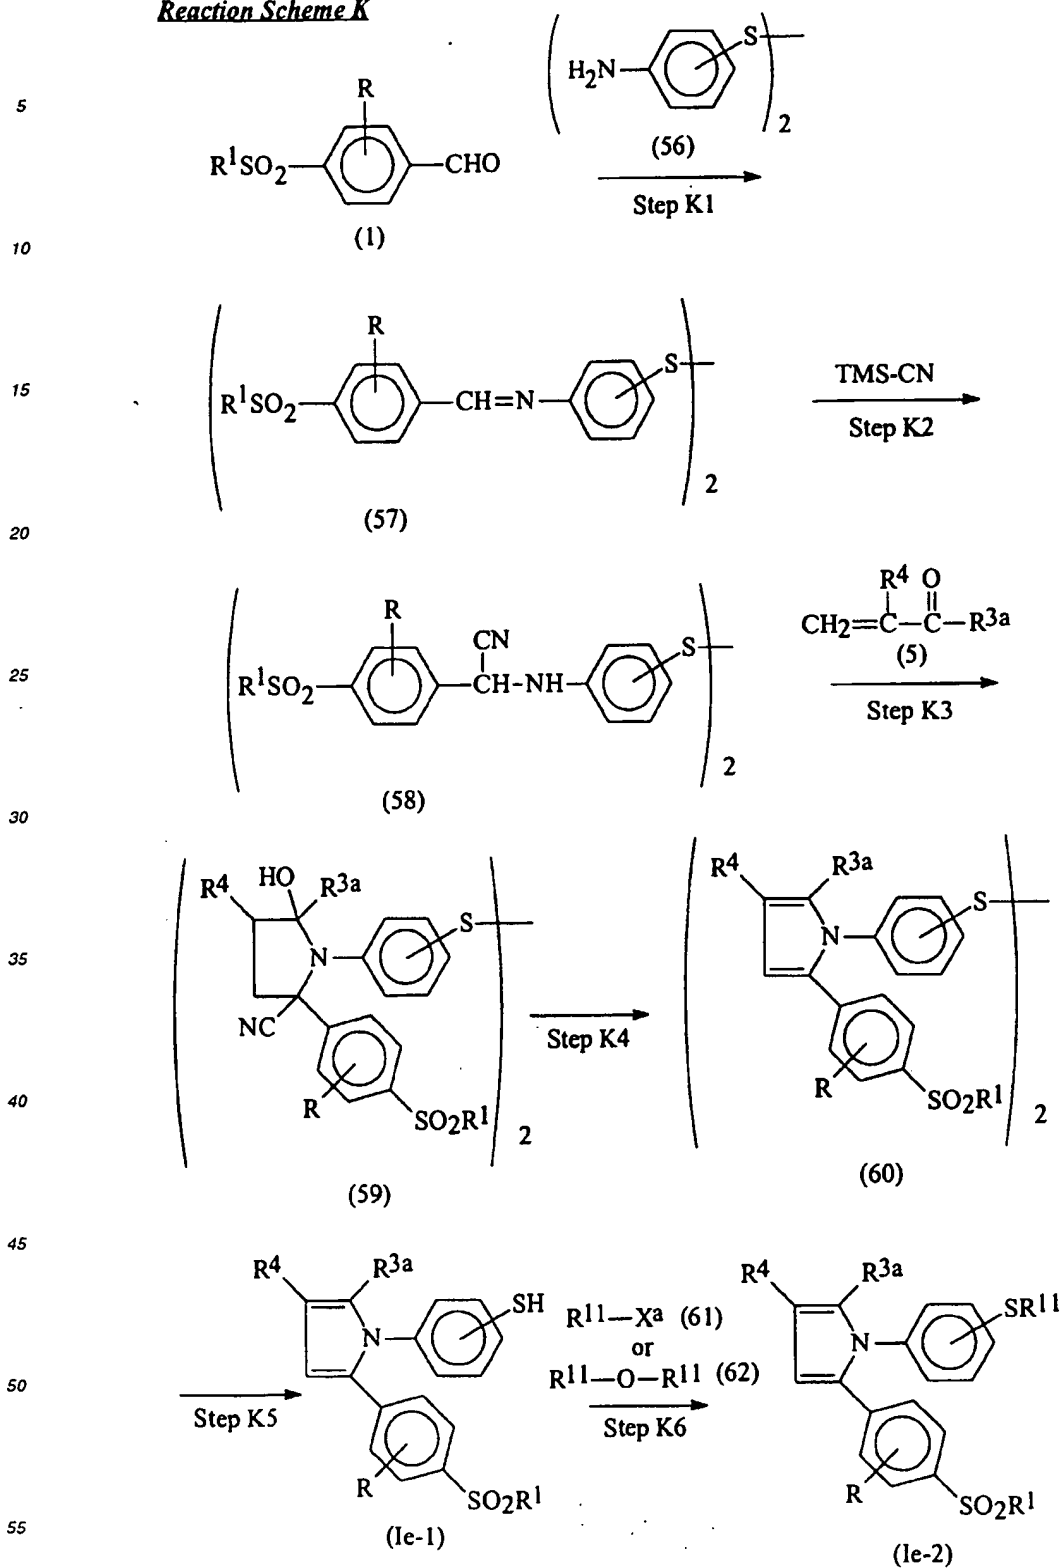 Reaction Scheme K
5
R
R¹SO₂
CHO
(1)
H₂N
S
2
(56)
Step K1
10
R
R¹SO₂
CH=N
S
2
(57)
15
TMS-CN
Step K2
20
R
CN
R¹SO₂
CH-NH
S
2
(58)
25
R⁴ O
CH₂=C-C-R³ᵃ
(5)
Step K3
30
R⁴
HO
R³ᵃ
N
S
NC
R
SO₂R¹
2
(59)
35
Step K4
R⁴
R³ᵃ
N
S
R
SO₂R¹
2
(60)
40
45
Step K5
R⁴
R³ᵃ
N
SH
R
SO₂R¹
(Ie-1)
50
R¹¹—Xᵃ (61)
or
R¹¹—O—R¹¹ (62)
Step K6
R⁴
R³ᵃ
N
SR¹¹
R
SO₂R¹
(Ie-2)
55